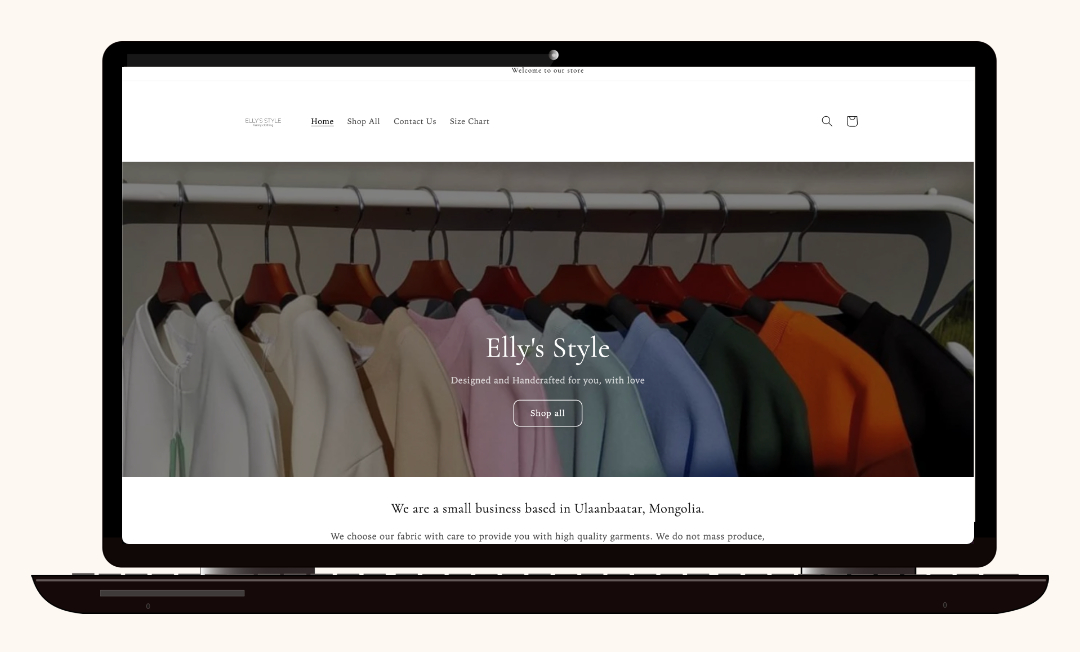 Welcome to our store
ELLY'S STYLE
Home Shop All Contact Us Size Chart
Elly's Style
Designed and Handcrafted for you, with love
Shop all
We are a small business based in Ulaanbaatar, Mongolia.
We choose our fabric with care to provide you with high quality garments. We do not mass produce,